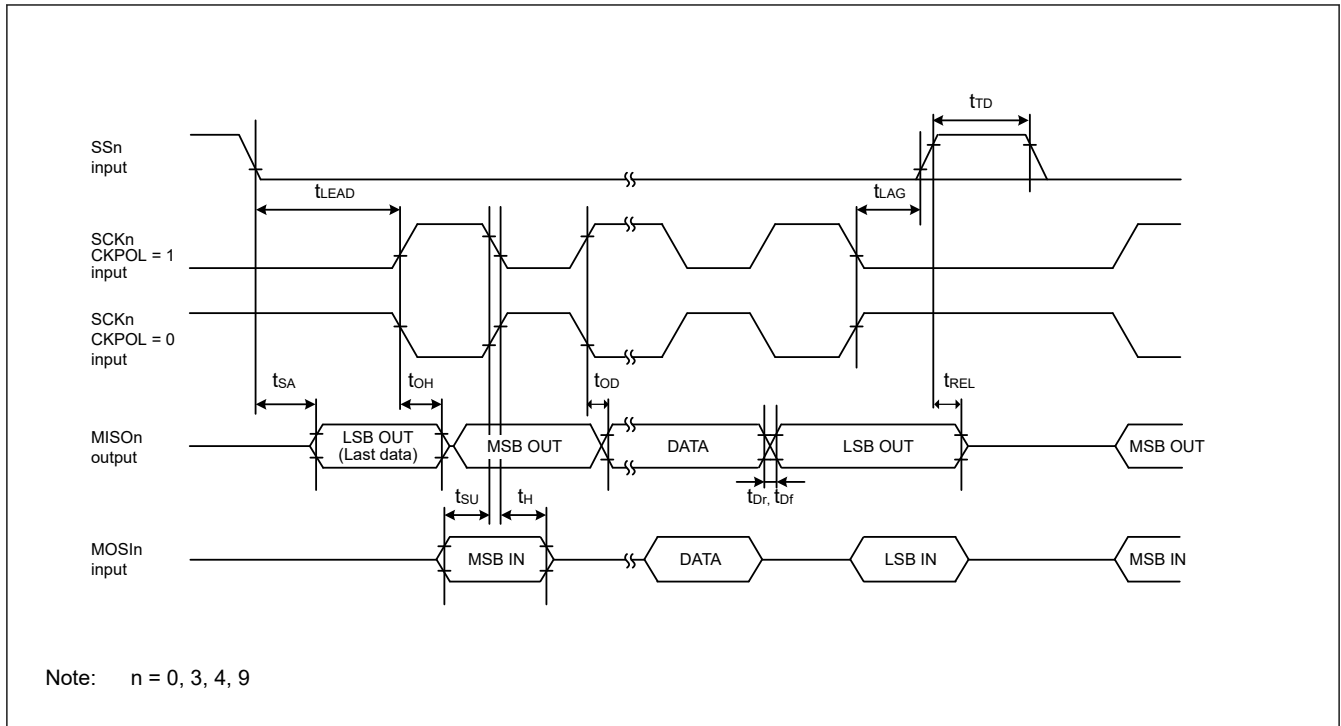 tTD
SSn
input
tLEAD
tLAG
SCKn
CKPOL = 1
input
SCKn
CKPOL = 0
input
tSA
tOH
tOD
tREL
MISOn
output
LSB OUT
(Last data)
MSB OUT
DATA
LSB OUT
MSB OUT
tSU
tH
tDr, tDf
MOSIn
input
MSB IN
DATA
LSB IN
MSB IN
Note: n = 0, 3, 4, 9